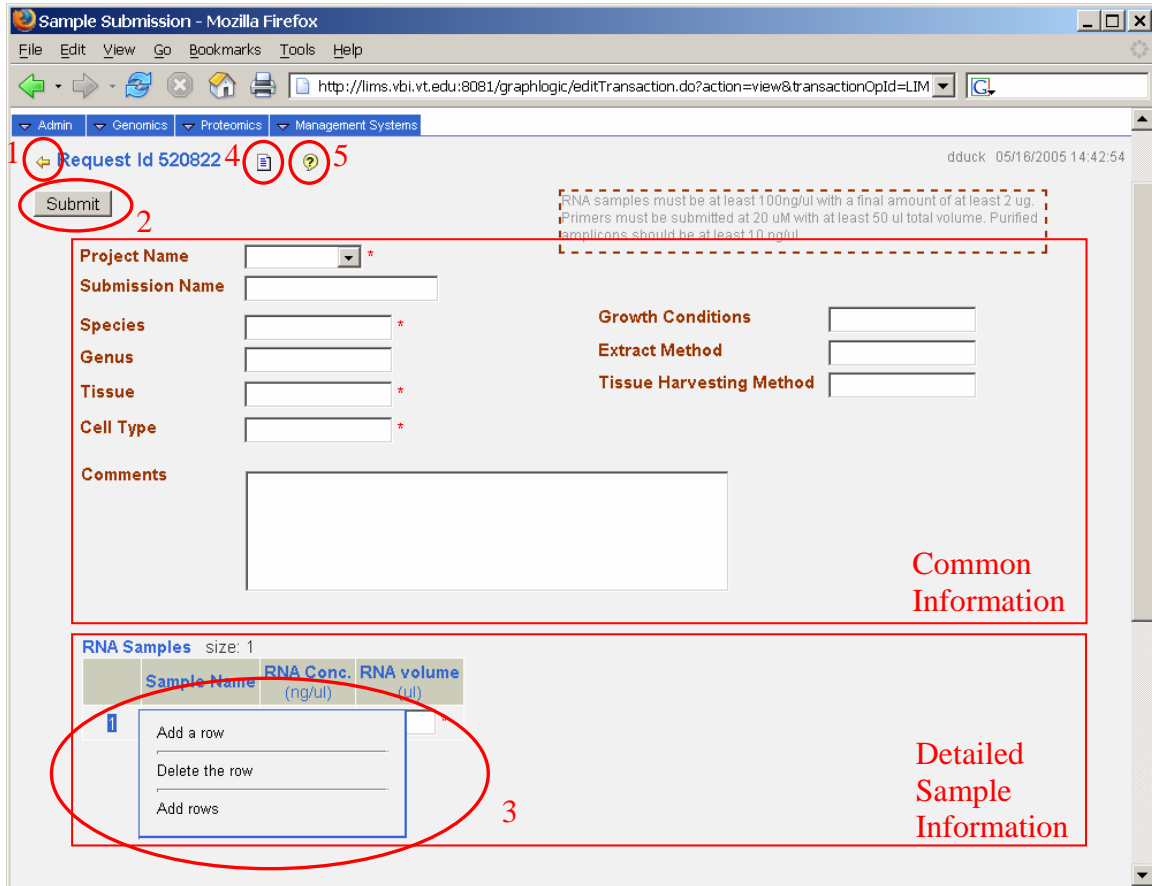 Sample Submission - Mozilla Firefox
File Edit View Go Bookmarks Tools Help
http://lims.vbi.vt.edu:8081/graphlogic/editTransaction.do?action=view&transactionOpId=LIM
G
Admin Genomics Proteomics Management Systems
1 Request Id 520822 4 ? 5 dduck 05/16/2005 14:42:54
Submit 2
RNA samples must be at least 100ng/ul with a final amount of at least 2 ug.
Primers must be submitted at 20 uM with at least 50 ul total volume. Purified
amplicons should be at least 10 ng/ul
Project Name *
Submission Name
Species *
Growth Conditions
Genus
Extract Method
Tissue *
Tissue Harvesting Method
Cell Type *
Comments
Common
Information
RNA Samples size: 1
Sample Name RNA Conc. (ng/ul) RNA volume (ul)
1 *
Add a row
Delete the row
Add rows
3
Detailed
Sample
Information